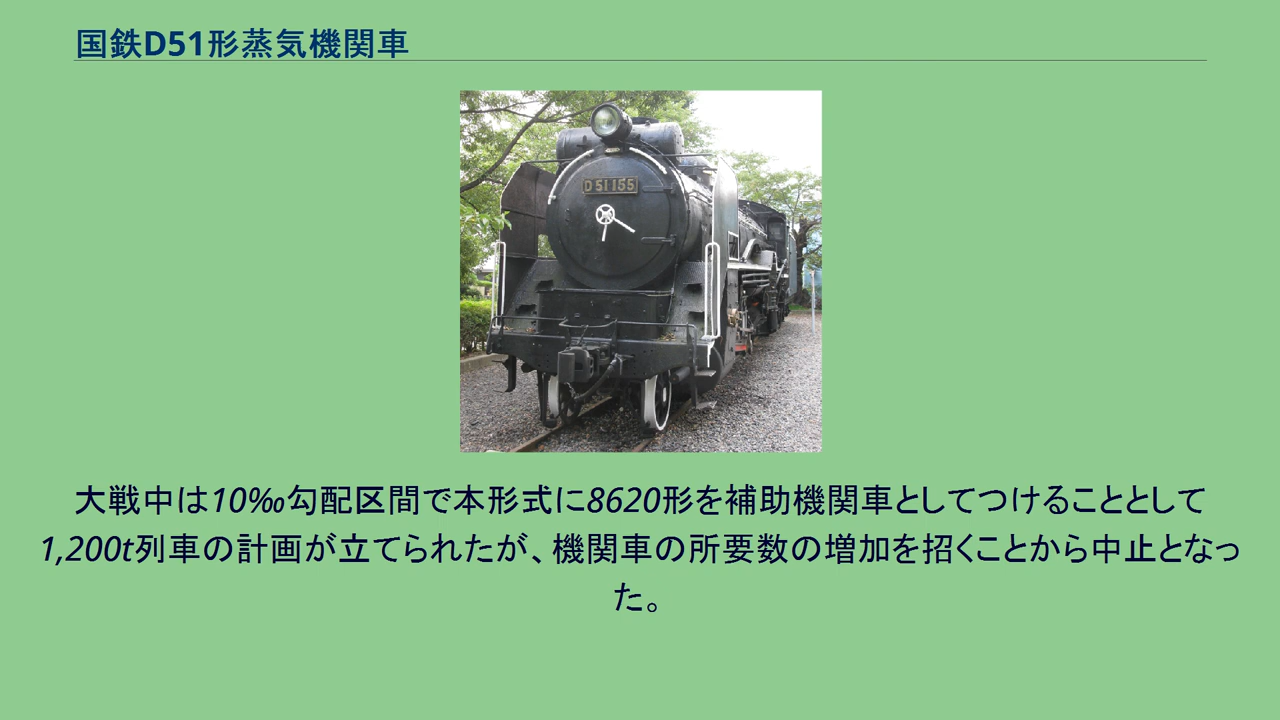 国鉄D51形蒸気機関車
D51 155
大戦中は10‰勾配区間で本形式に8620形を補助機関車としてつけることとして
1,200t列車の計画が立てられたが、機関車の所要数の増加を招くことから中止となっ
た。